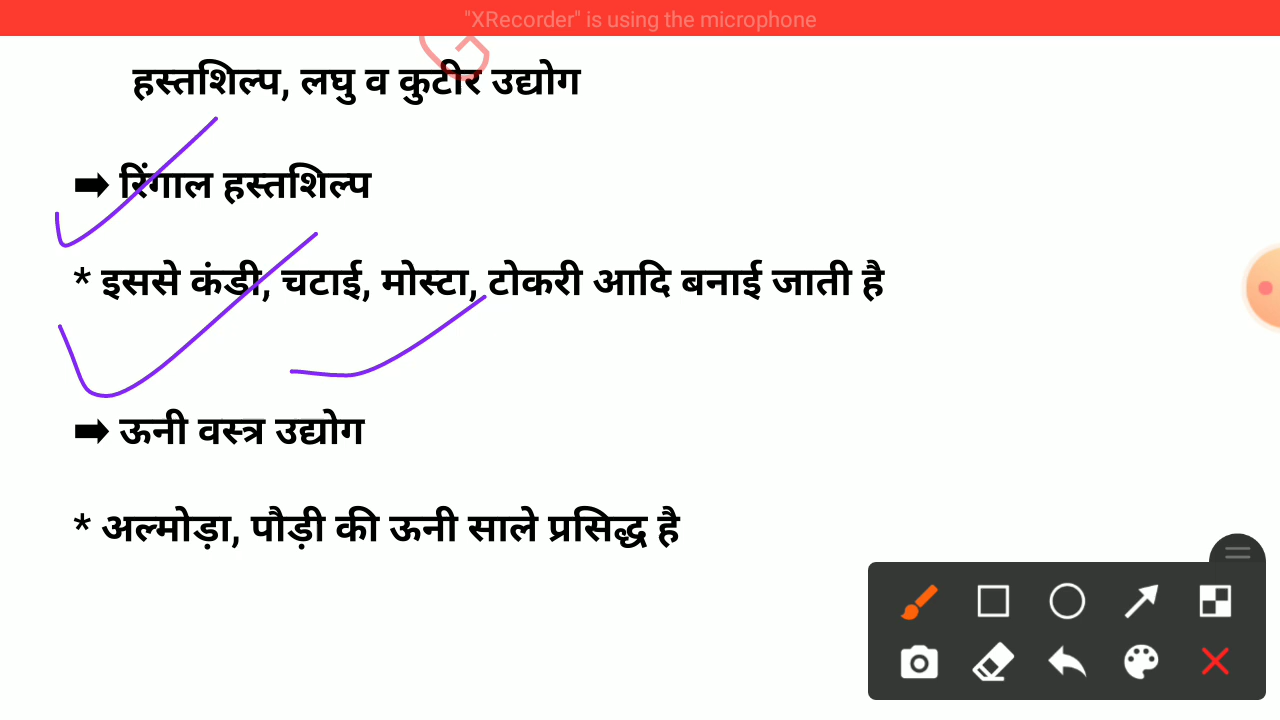 "XRecorder" is using the microphone
हस्तशिल्प, लघु व कुटीर उद्योग
➡ रिंगाल हस्तशिल्प
* इससे कंडी, चटाई, मोस्टा, टोकरी आदि बनाई जाती है
➡ ऊनी वस्त्र उद्योग
* अल्मोड़ा, पौड़ी की ऊनी साले प्रसिद्ध है